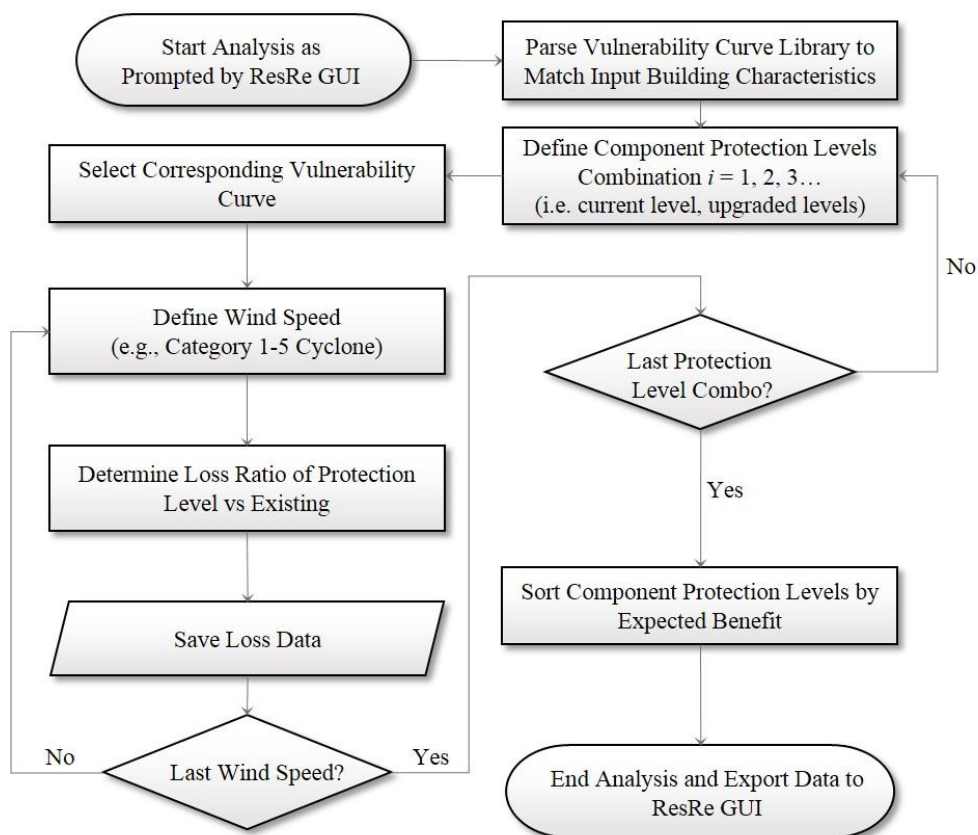 Start Analysis as
Prompted by ResRe GUI
Parse Vulnerability Curve Library to
Match Input Building Characteristics
Define Component Protection Levels
Combination i = 1, 2, 3…
(i.e. current level, upgraded levels)
Select Corresponding Vulnerability
Curve
Define Wind Speed
(e.g., Category 1-5 Cyclone)
Determine Loss Ratio of Protection
Level vs Existing
Save Loss Data
Last Wind Speed?
No
Yes
Last Protection
Level Combo?
No
Yes
Sort Component Protection Levels by
Expected Benefit
End Analysis and Export Data to
ResRe GUI